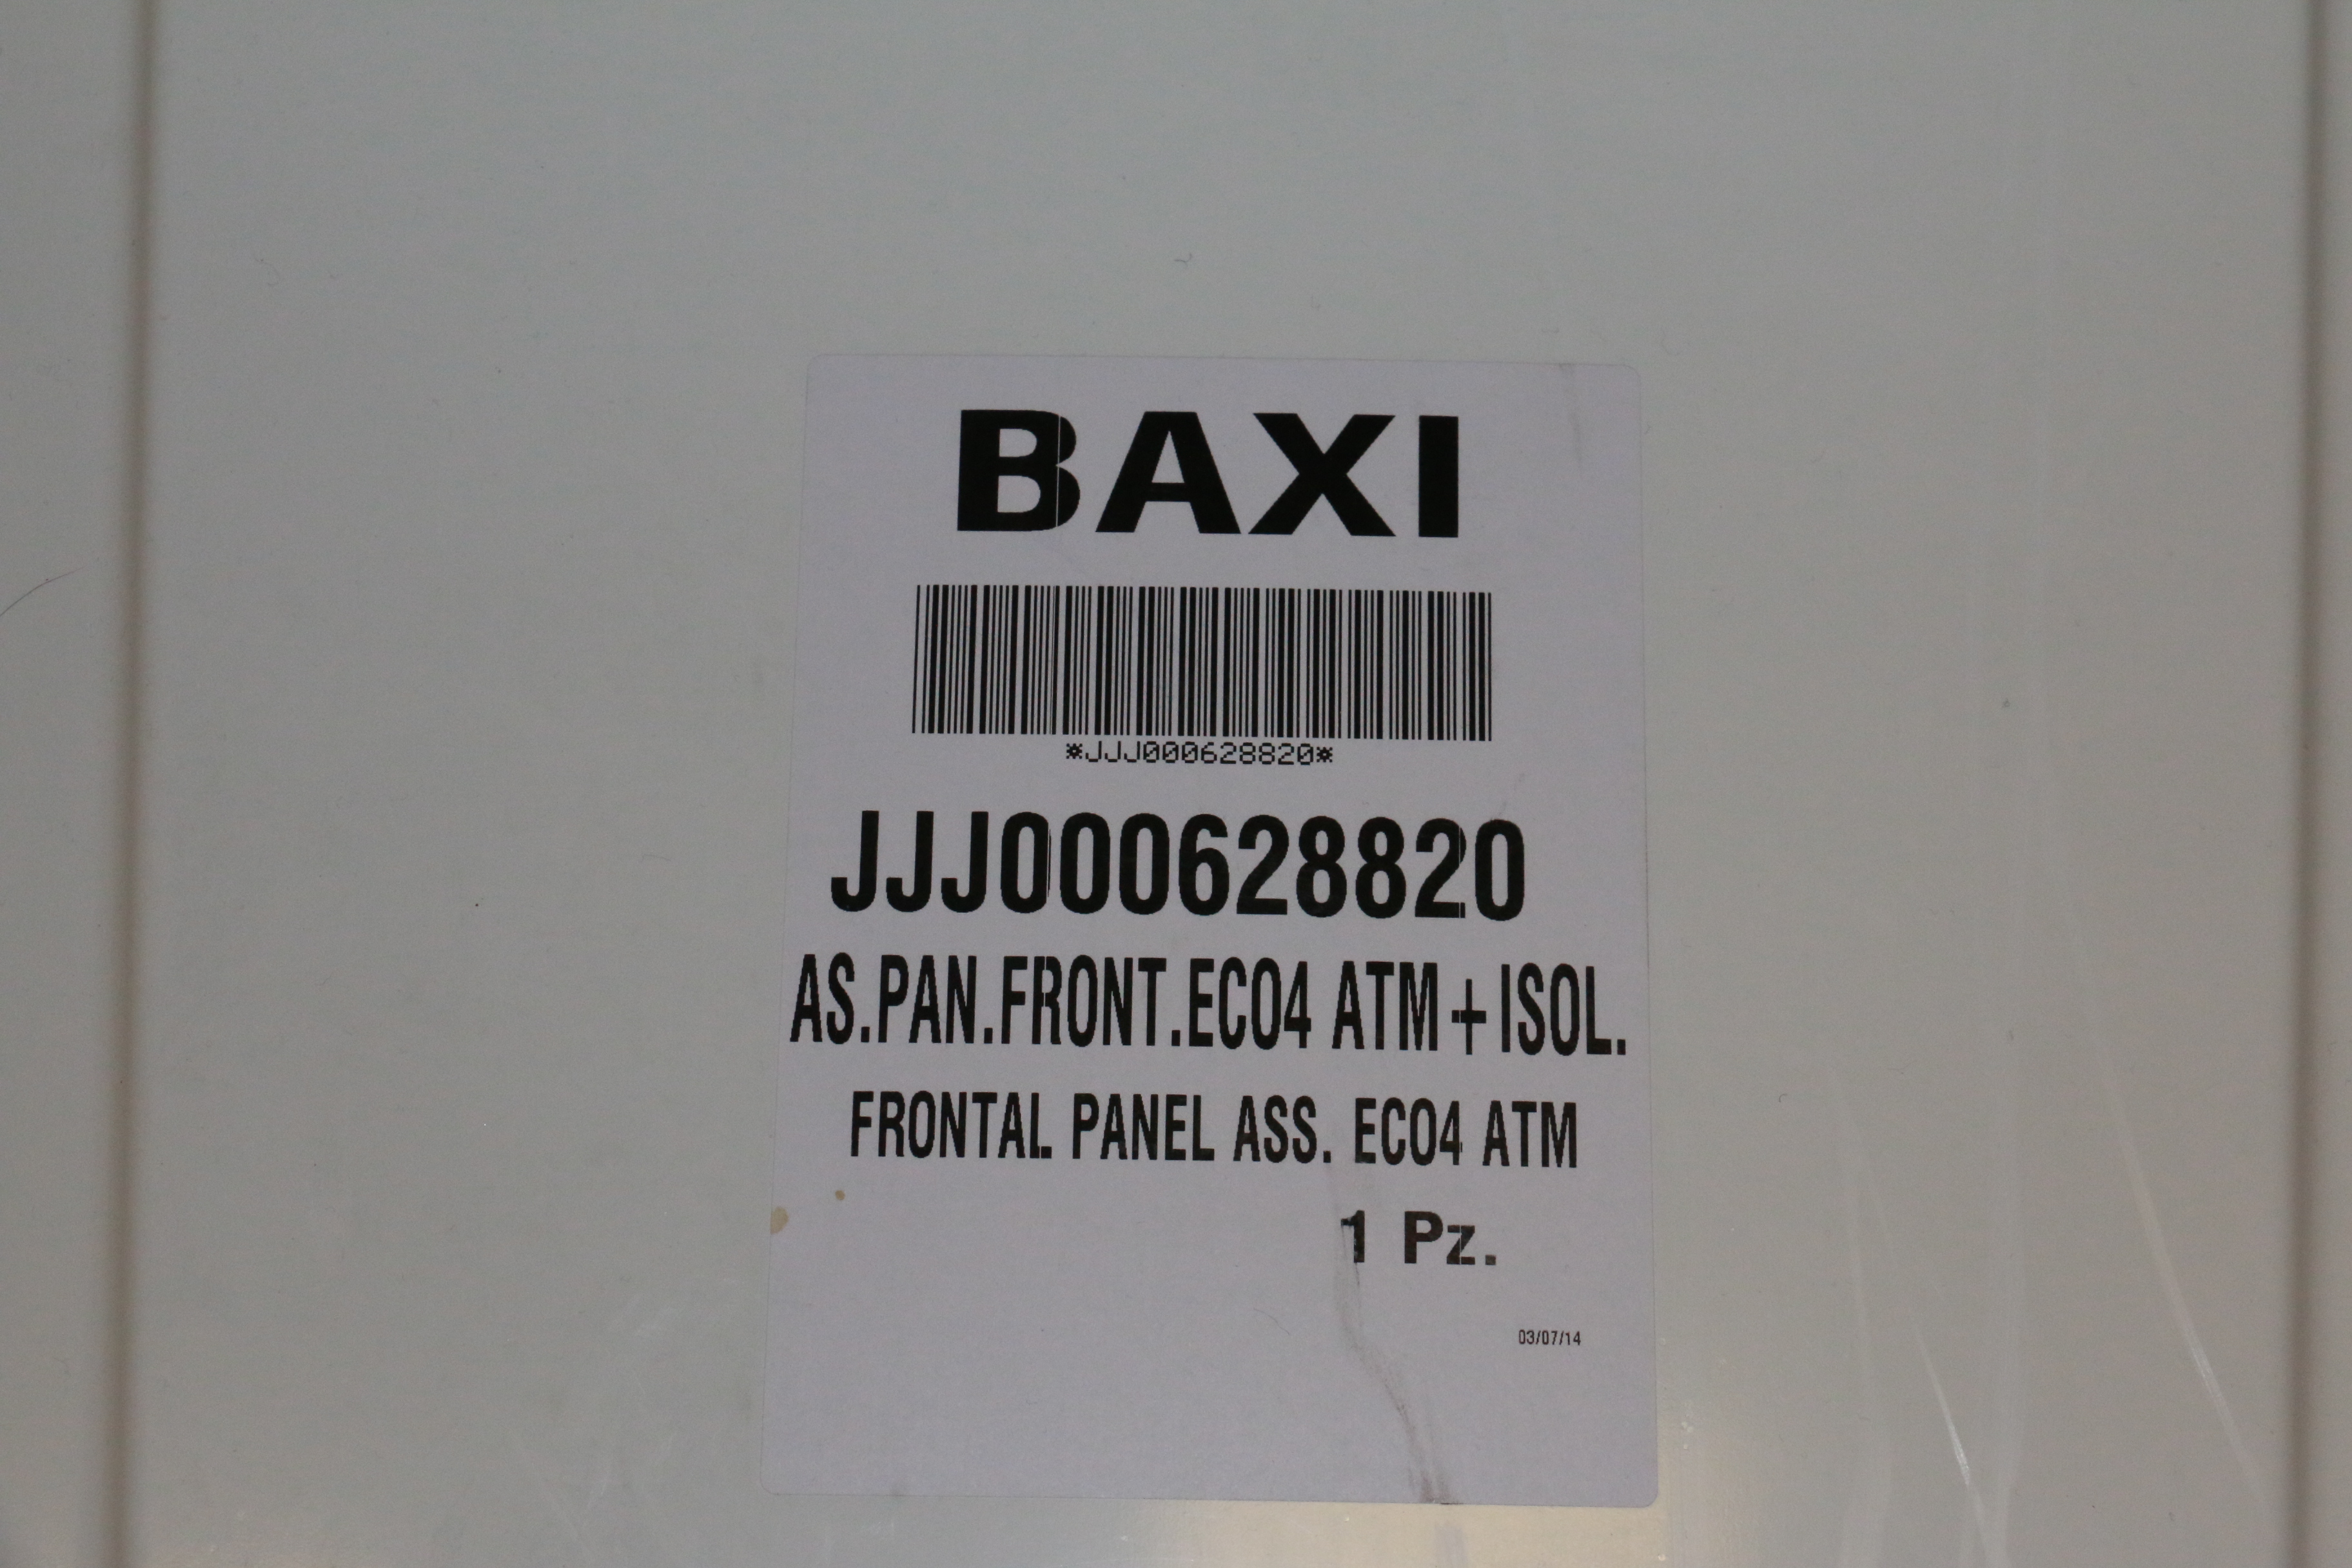 BAXI
*JJJ000628820*
JJJ000628820
AS.PAN.FRONT.ECO4 ATM+ISOL.
FRONTAL PANEL ASS. ECO4 ATM
1 Pz.
03/07/14